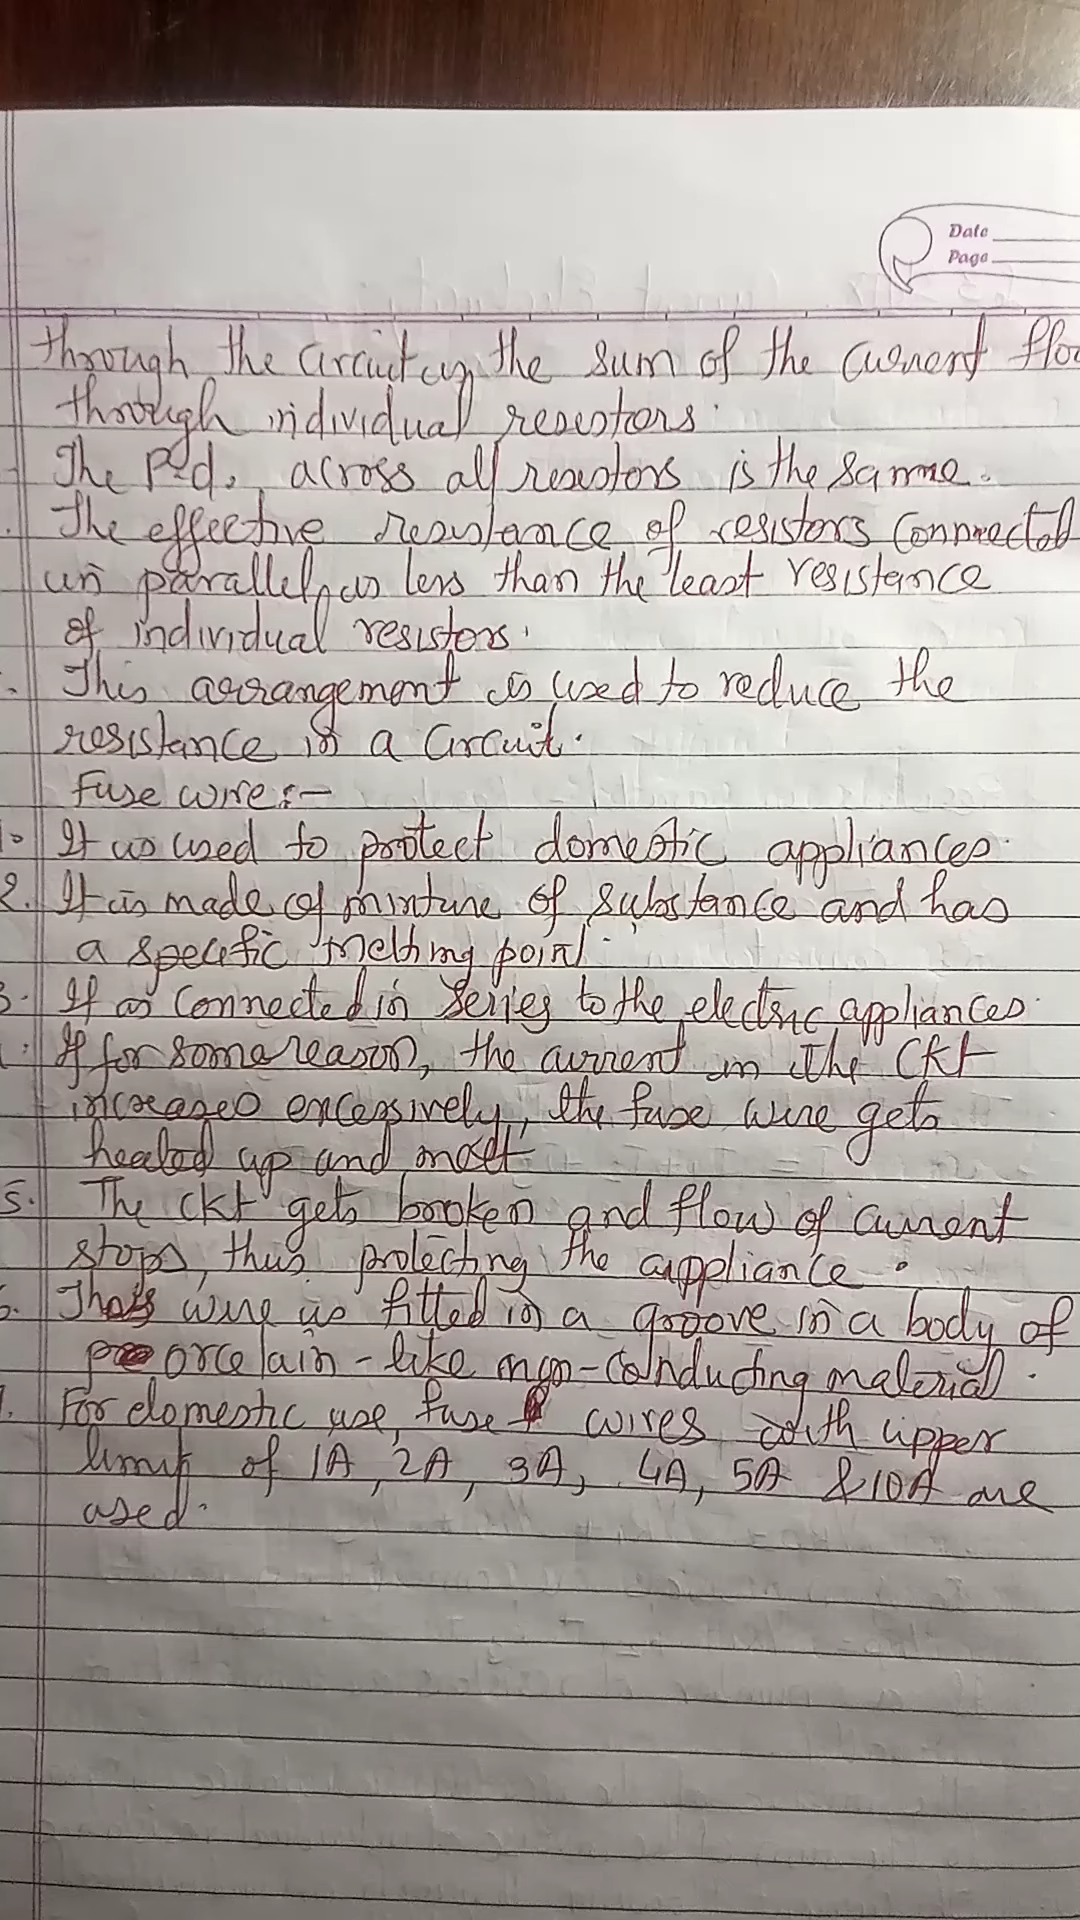 Date
Page
through the circuit is the sum of the current flo
through individual resistors.
The P.d. across all resistors is the same.
The effective resistance of resistors connected
in parallel, is less than the least resistance
of individual resistors.
This arrangement is used to reduce the
resistance in a circuit.
Fuse wire :-
1. It is used to protect domestic appliances.
2. It is made of mixture of substance and has
a specific melting point.
3. It is connected in series to the electric appliances.
If for some reason, the current in the ckt
increases excessively, the fuse wire gets
heated up and melt
5. The ckt gets broken and flow of current
stops, thus protecting the appliance.
wire is fitted in a groove in a body of
porcelain-like non-conducting material.
For domestic use, fuse wires with upper
limit of 1A, 2A, 3A, 4A, 5A & 10A are
used.